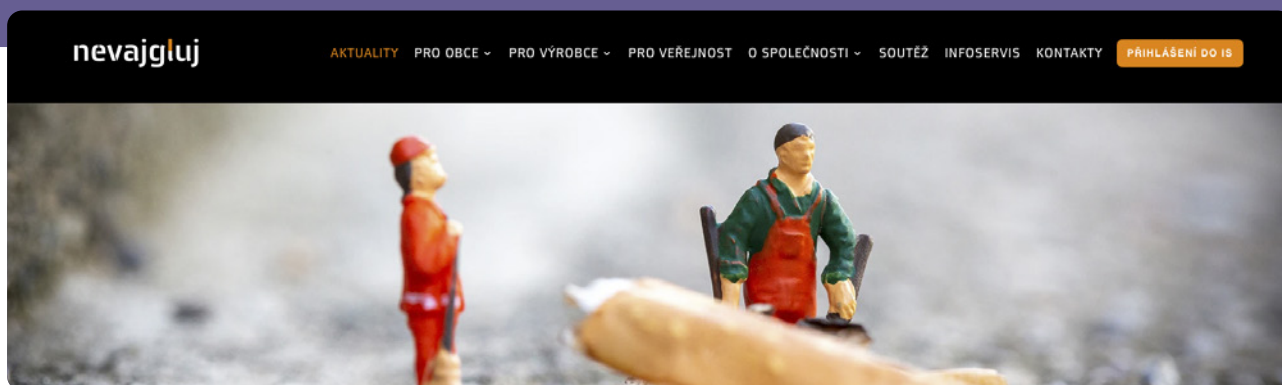 nevajgluj
AKTUALITY PRO OBCE PRO VÝROBCE PRO VEŘEJNOST O SPOLEČNOSTI SOUTĚŽ INFOSERVIS KONTAKTY PŘIHLÁŠENÍ DO IS